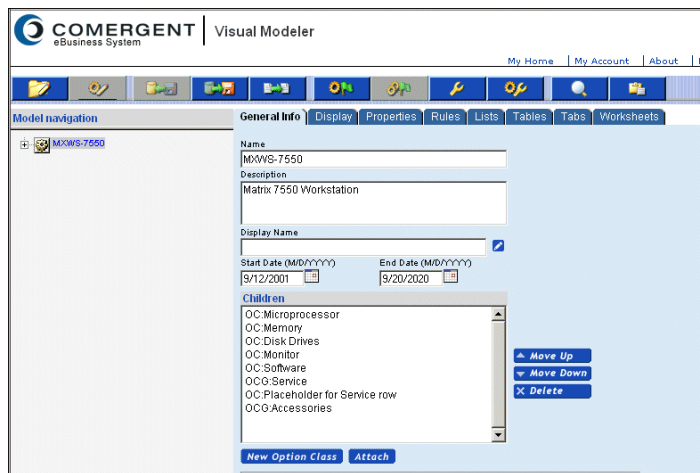 COMERGENT
eBusiness System
Visual Modeler
My Home | My Account | About |
Model navigation
General Info Display Properties Rules Lists Tables Tabs Worksheets
MXWS-7550
Name
MXWS-7550
Description
Matrix 7550 Workstation
Display Name
Start Date (M/D/YYYY) End Date (M/D/YYYY)
9/12/2001 9/20/2020
Children
OC:Microprocessor
OC:Memory
OC:Disk Drives
OC:Monitor
OC:Software
OCG:Service
OC:Placeholder for Service row
OCG:Accessories
Move Up
Move Down
Delete
New Option Class Attach